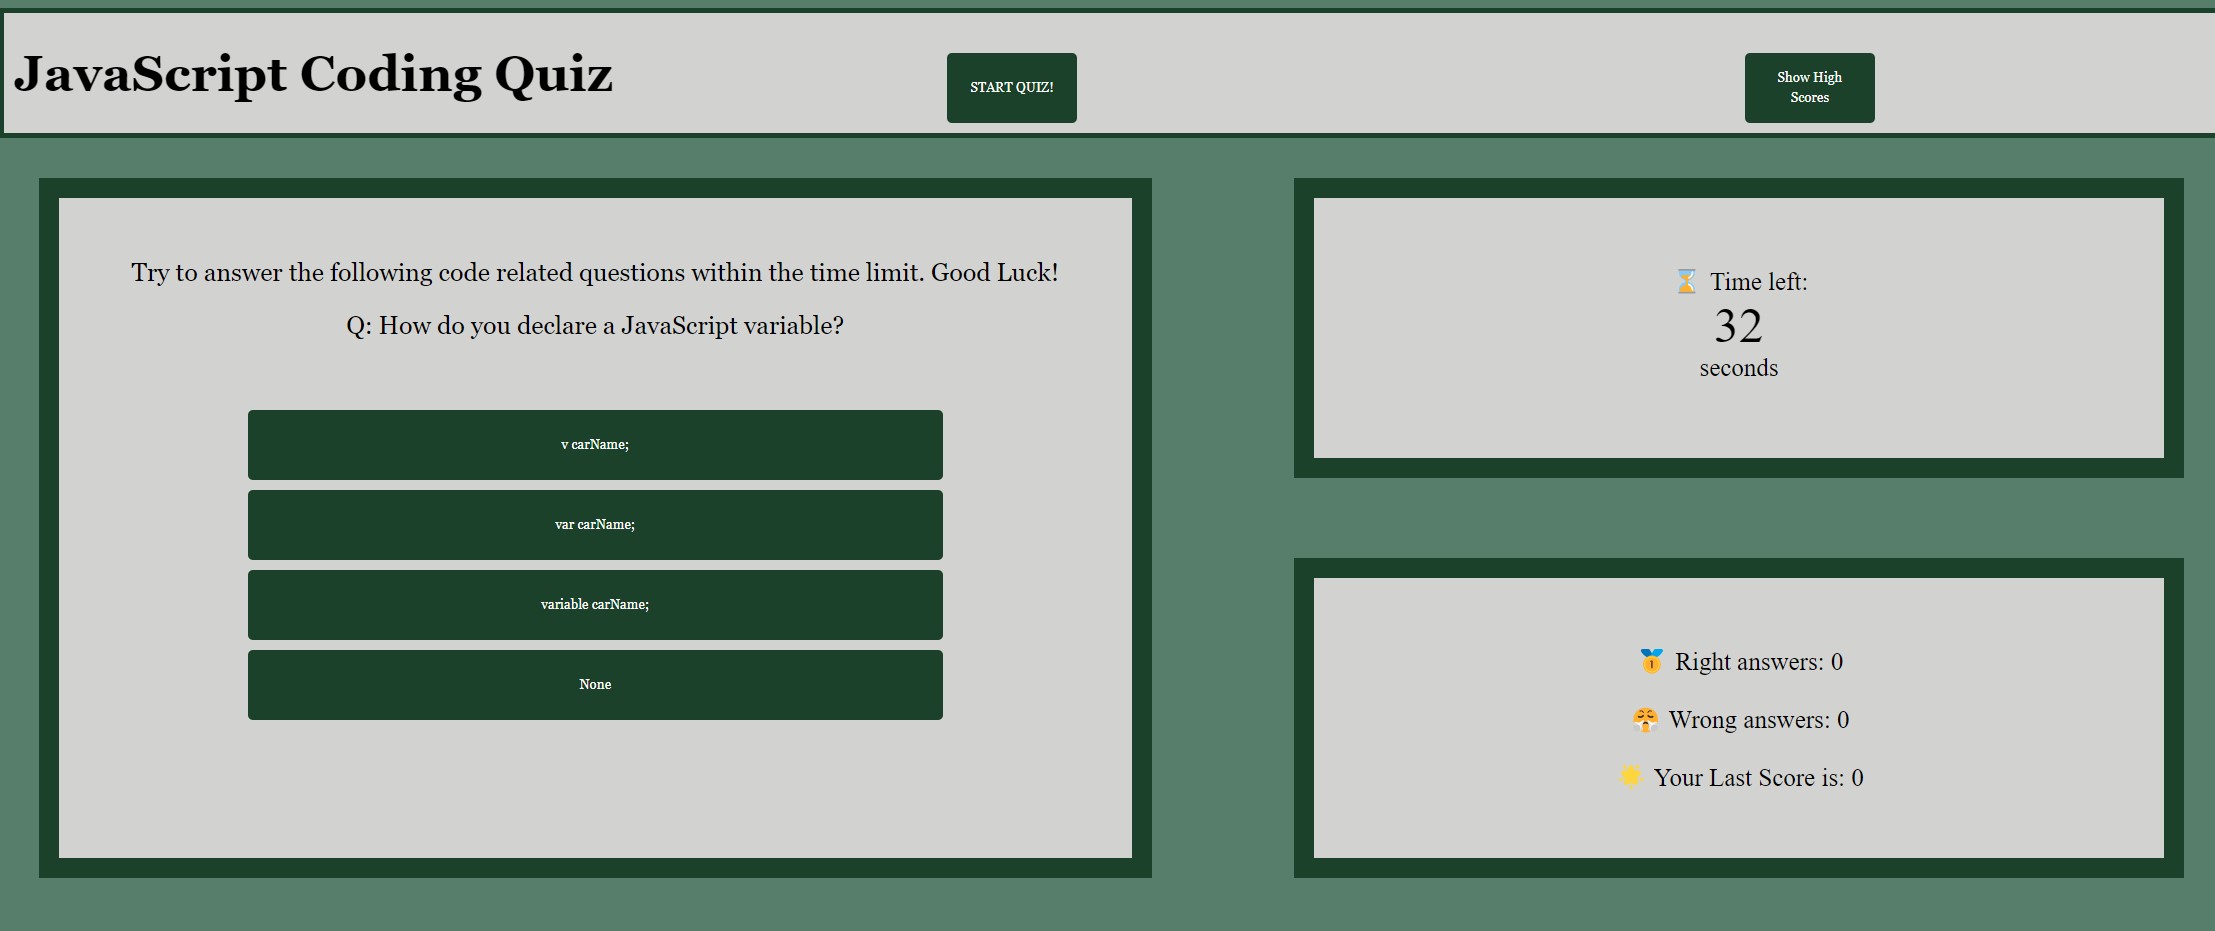 JavaScript Coding Quiz
START QUIZ!
Show High
Scores
Try to answer the following code related questions within the time limit. Good Luck!
Q: How do you declare a JavaScript variable?
v carName;
var carName;
variable carName;
None
⏳ Time left:
32
seconds
🥇 Right answers: 0
😤 Wrong answers: 0
🌟 Your Last Score is: 0